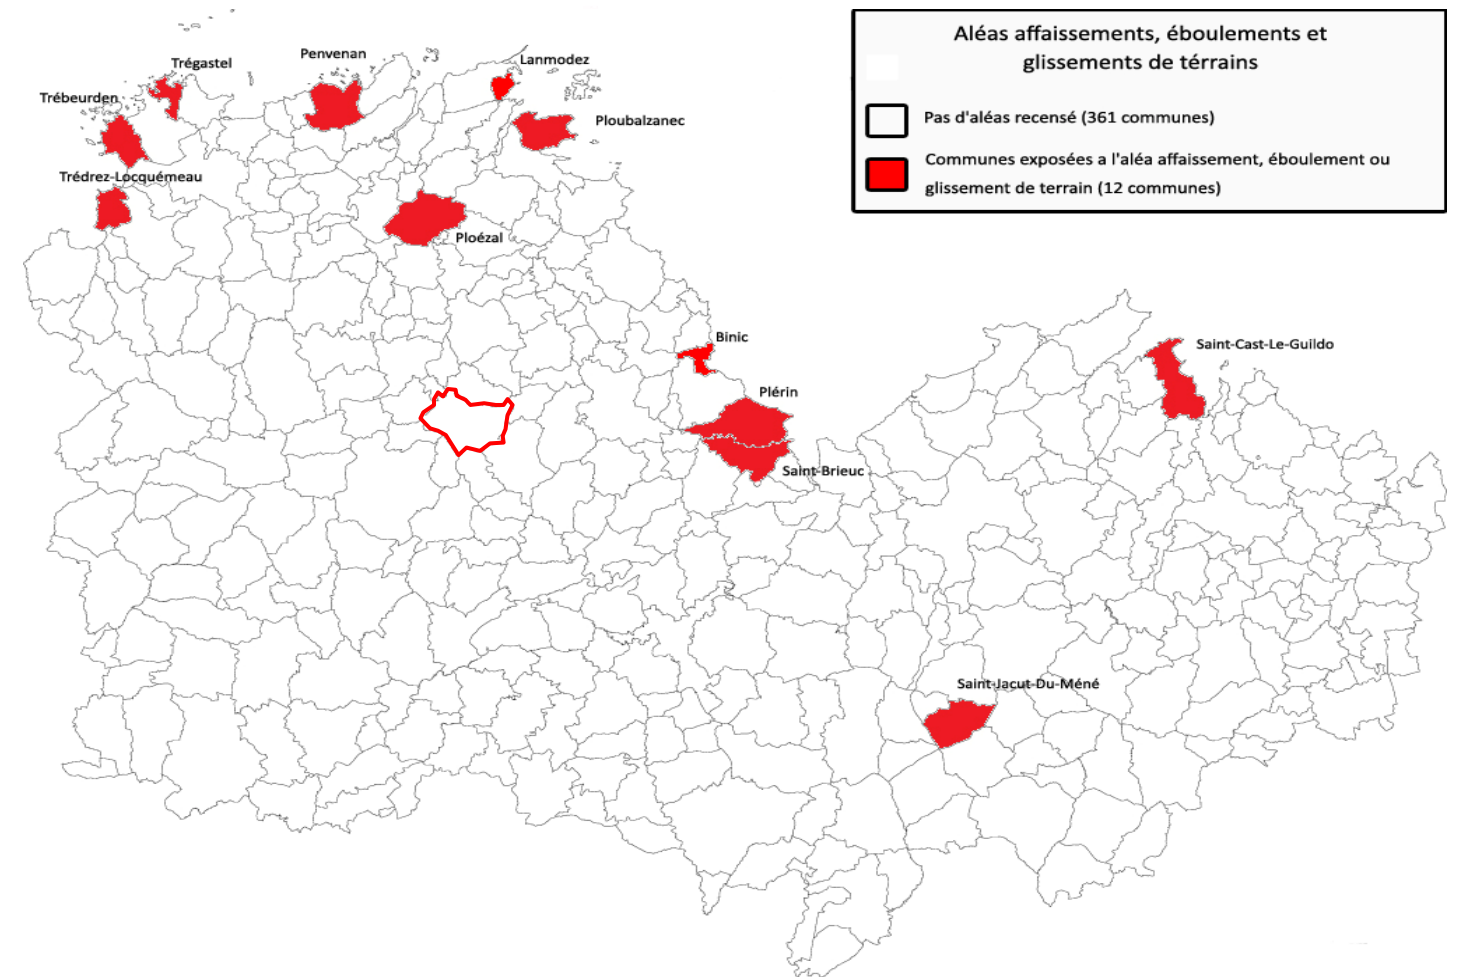 Aléas affaissements, éboulements et
glissements de térrains
Pas d'aléas recensé (361 communes)
Communes exposées a l'aléa affaissement, éboulement ou
glissement de terrain (12 communes)
Penvenan
Trégastel
Lanmodez
Trébeurden
Ploubalzanec
Trédrez-Locquémeau
Ploézal
Binic
Saint-Cast-Le-Guildo
Plérin
Saint-Brieuc
Saint-Jacut-Du-Méné